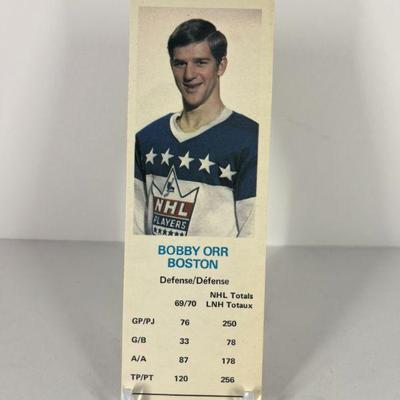 NHL
PLAYERS
BOBBY ORR
BOSTON
Defense/Défense
NHL Totals
69/70 LNH Totaux
GP/PJ 76 250
G/B 33 78
A/A 87 178
TP/PT 120 256